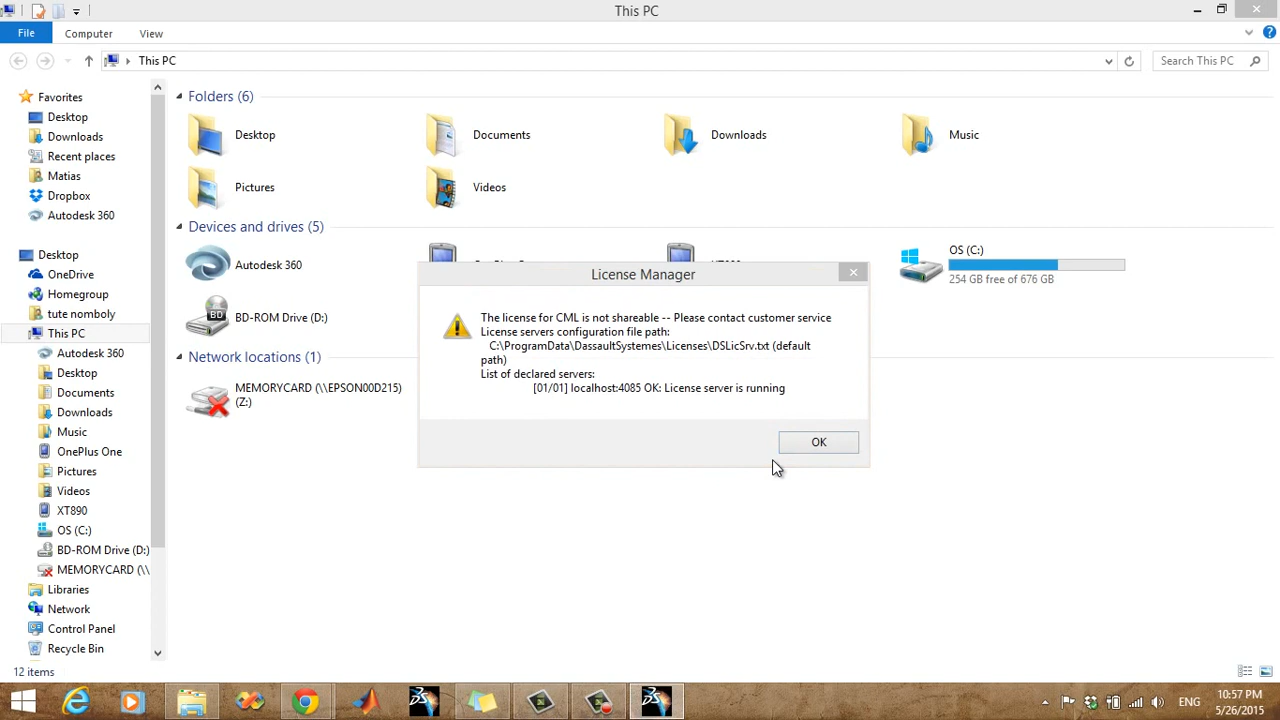 This PC
File
Computer
View
This PC
Search This PC
Favorites
Desktop
Downloads
Recent places
Matias
Dropbox
Autodesk 360
Desktop
OneDrive
Homegroup
tute nomboly
This PC
Autodesk 360
Desktop
Documents
Downloads
Music
OnePlus One
Pictures
Videos
XT890
OS (C:)
BD-ROM Drive (D:)
MEMORYCARD (\\
Libraries
Network
Control Panel
Recycle Bin
Folders (6)
Desktop
Documents
Downloads
Music
Pictures
Videos
Devices and drives (5)
Autodesk 360
OS (C:)
254 GB free of 676 GB
BD
BD-ROM Drive (D:)
Network locations (1)
MEMORYCARD (\\EPSON00D215)
(Z:)
License Manager
The license for CML is not shareable -- Please contact customer service
License servers configuration file path:
C:\ProgramData\DassaultSystemes\Licenses\DSLicSrv.txt (default
path)
List of declared servers:
[01/01] localhost:4085 OK: License server is running
OK
12 items
ENG
10:57 PM
5/26/2015